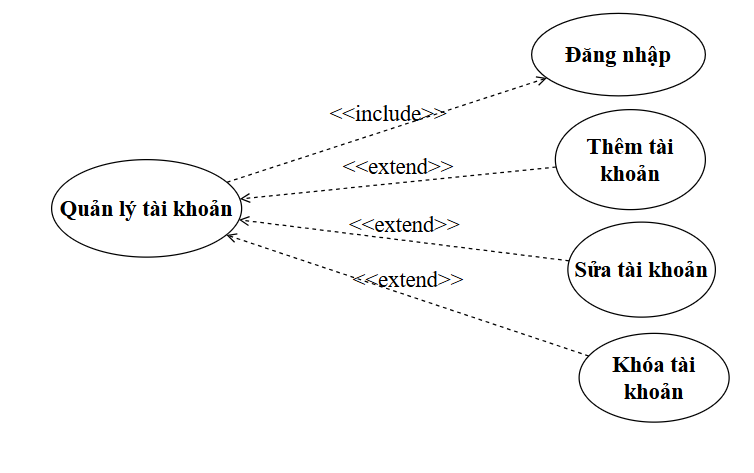 Đăng nhập
<<include>>
Thêm tài
khoản
<<extend>>
Quản lý tài khoản
<<extend>>
Sửa tài khoản
<<extend>>
Khóa tài
khoản